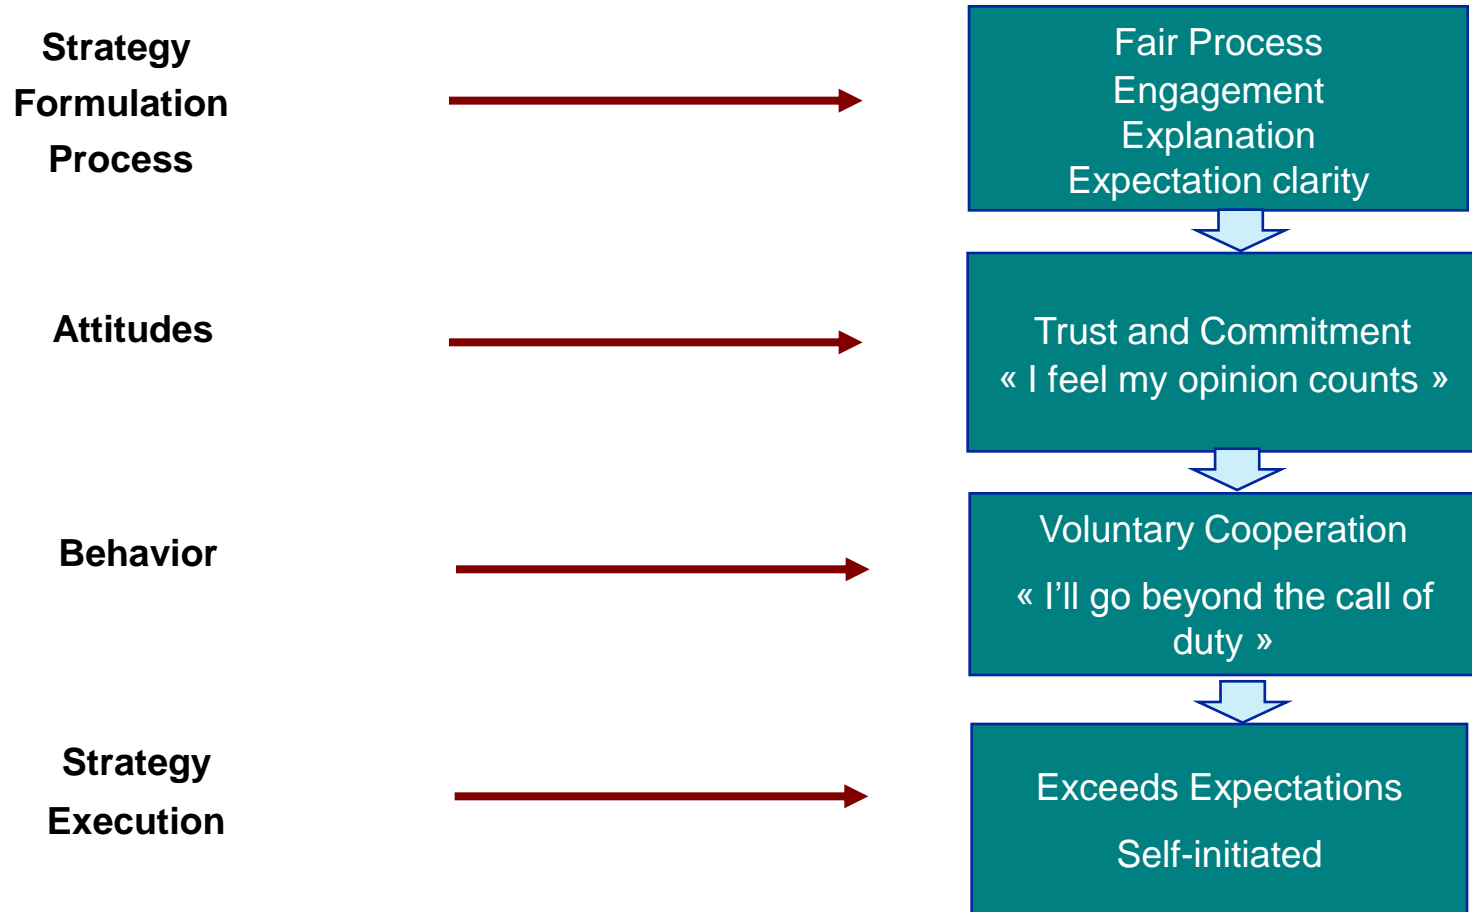 Strategy
Formulation
Process
Fair Process
Engagement
Explanation
Expectation clarity
Attitudes
Trust and Commitment
« I feel my opinion counts »
Behavior
Voluntary Cooperation
« I’ll go beyond the call of
duty »
Strategy
Execution
Exceeds Expectations
Self-initiated